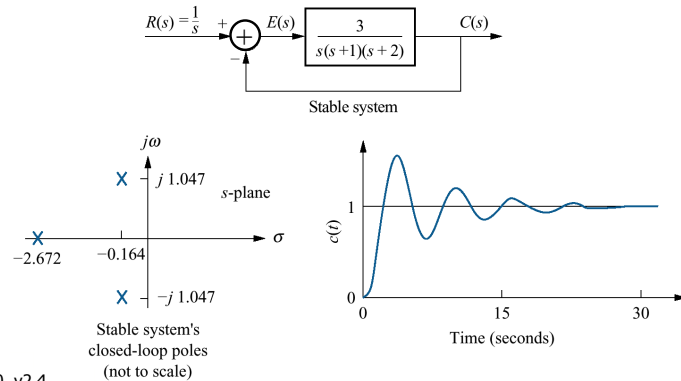 R(s) = 1/s
+
E(s)
3
s(s+1)(s+2)
C(s)
+
−
Stable system
jω
j 1.047
s-plane
σ
−2.672
−0.164
−j 1.047
Stable system's
closed-loop poles
(not to scale)
c(t)
1
0
0
15
30
Time (seconds)